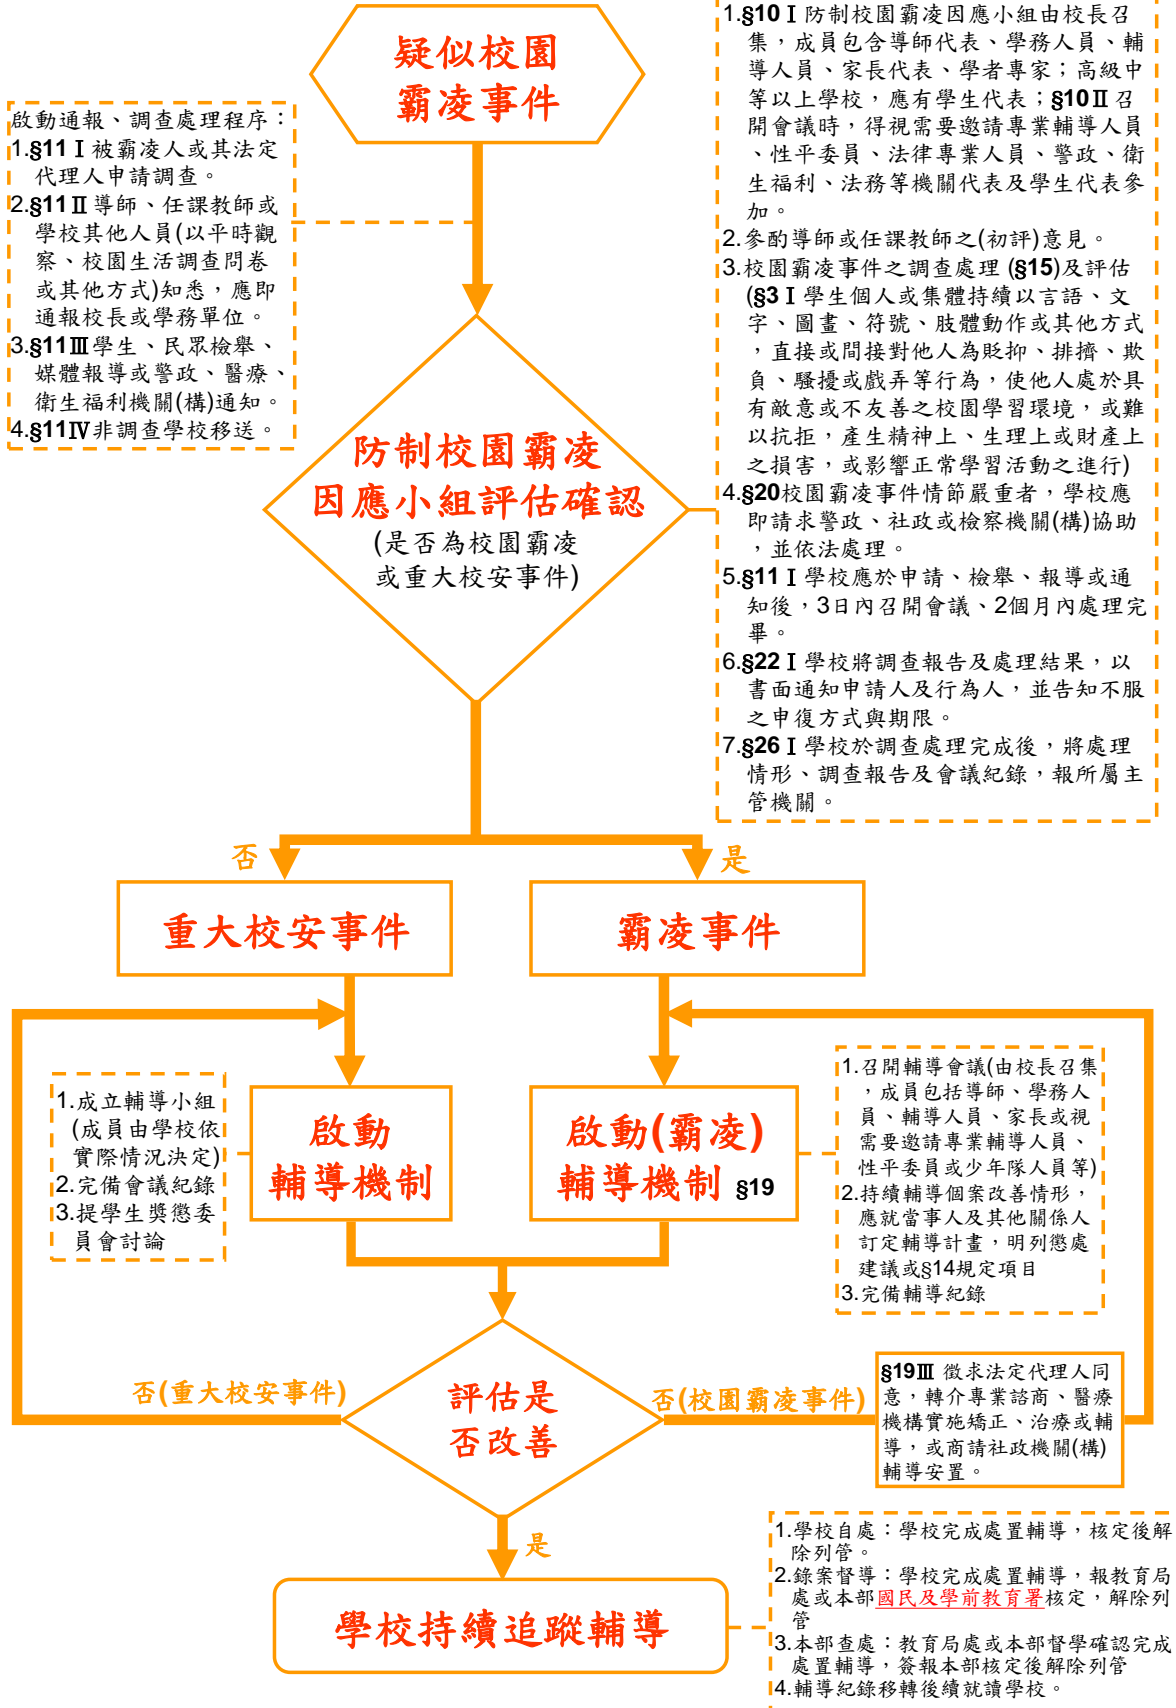 疑似校園
霸凌事件
啟動通報、調查處理程序：
1.§11Ⅰ被霸凌人或其法定
代理人申請調查。
2.§11Ⅱ導師、任課教師或
學校其他人員(以平時觀
察、校園生活調查問卷
或其他方式)知悉，應即
通報校長或學務單位。
3.§11Ⅲ學生、民眾檢舉、
媒體報導或警政、醫療、
衛生福利機關(構)通知。
4.§11Ⅳ非調查學校移送。
1.§10Ⅰ防制校園霸凌因應小組由校長召
集，成員包含導師代表、學務人員、輔
導人員、家長代表、學者專家；高級中
等以上學校，應有學生代表；§10Ⅱ召
開會議時，得視需要邀請專業輔導人員
、性平委員、法律專業人員、警政、衛
生福利、法務等機關代表及學生代表參
加。
2.參酌導師或任課教師之(初評)意見。
3.校園霸凌事件之調查處理 (§15)及評估
(§3Ⅰ學生個人或集體持續以言語、文
字、圖畫、符號、肢體動作或其他方式
，直接或間接對他人為貶抑、排擠、欺
負、騷擾或戲弄等行為，使他人處於具
有敵意或不友善之校園學習環境，或難
以抗拒，產生精神上、生理上或財產上
之損害，或影響正常學習活動之進行)
4.§20校園霸凌事件情節嚴重者，學校應
即請求警政、社政或檢察機關(構)協助
，並依法處理。
5.§11Ⅰ學校應於申請、檢舉、報導或通
知後，3日內召開會議、2個月內處理完
畢。
6.§22Ⅰ學校將調查報告及處理結果，以
書面通知申請人及行為人，並告知不服
之申復方式與期限。
7.§26Ⅰ學校於調查處理完成後，將處理
情形、調查報告及會議紀錄，報所屬主
管機關。
防制校園霸凌
因應小組評估確認
(是否為校園霸凌
或重大校安事件)
否
是
重大校安事件
霸凌事件
1.成立輔導小組
(成員由學校依
實際情況決定)
2.完備會議紀錄
3.提學生獎懲委
員會討論
啟動
輔導機制
啟動(霸凌)
輔導機制 §19
1.召開輔導會議(由校長召集
，成員包括導師、學務人
員、輔導人員、家長或視
需要邀請專業輔導人員、
性平委員或少年隊人員等)
2.持續輔導個案改善情形，
應就當事人及其他關係人
訂定輔導計畫，明列懲處
建議或§14規定項目
3.完備輔導紀錄
否(重大校安事件)
評估是
否改善
否(校園霸凌事件)
§19Ⅲ 徵求法定代理人同
意，轉介專業諮商、醫療
機構實施矯正、治療或輔
導，或商請社政機關(構)
輔導安置。
是
學校持續追蹤輔導
1.學校自處：學校完成處置輔導，核定後解
除列管。
2.錄案督導：學校完成處置輔導，報教育局
處或本部國民及學前教育署核定，解除列
管
3.本部查處：教育局處或本部督學確認完成
處置輔導，簽報本部核定後解除列管
4.輔導紀錄移轉後續就讀學校。